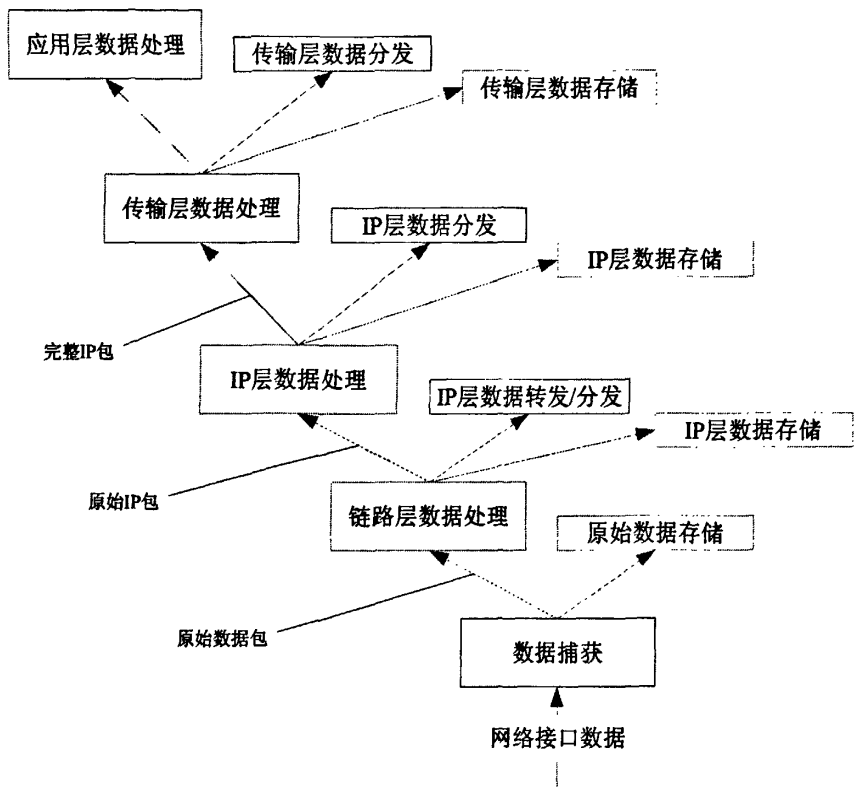 应用层数据处理
传输层数据分发
传输层数据存储
传输层数据处理
IP层数据分发
IP层数据存储
完整IP包
IP层数据处理
IP层数据转发/分发
IP层数据存储
原始IP包
链路层数据处理
原始数据存储
原始数据包
数据捕获
网络接口数据